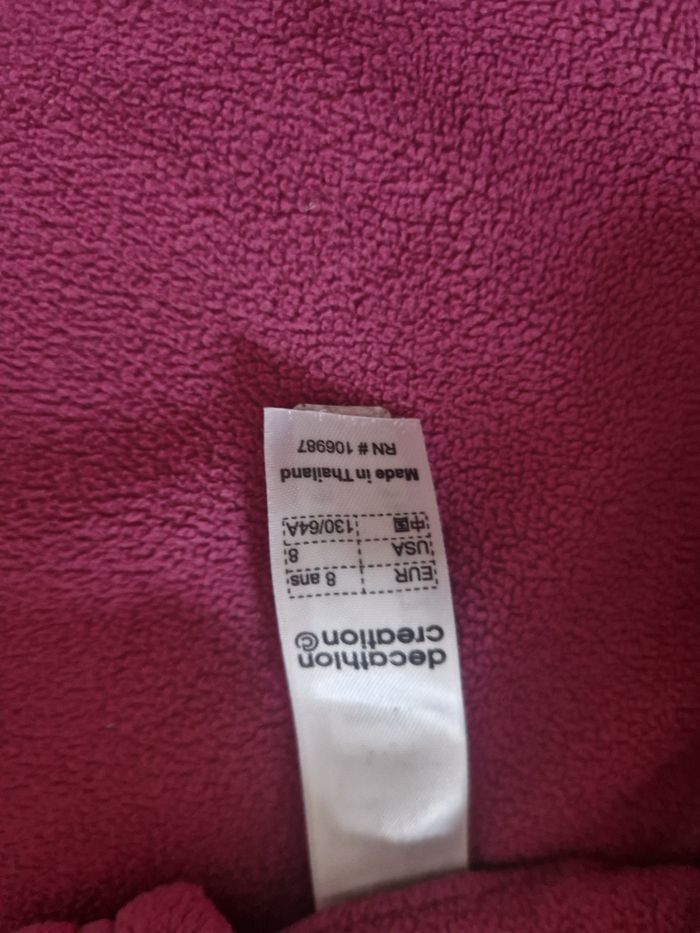 decathlon
creation©
EUR 8 ans
USA 8
中国 130/64A
Made in Thailand
RN # 106987